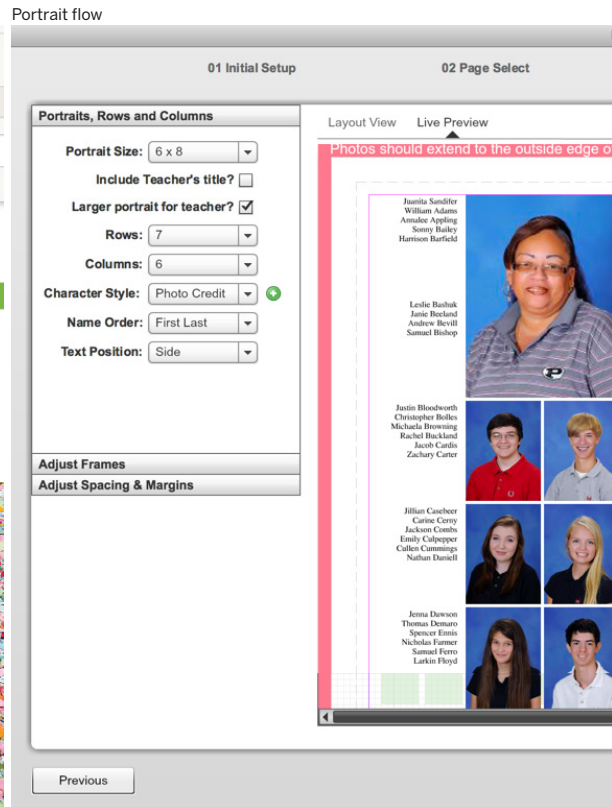 Portrait flow
01 Initial Setup
02 Page Select
Portraits, Rows and Columns
Portrait Size: 6 x 8
Include Teacher's title?
Larger portrait for teacher?
Rows: 7
Columns: 6
Character Style: Photo Credit
Name Order: First Last
Text Position: Side
Adjust Frames
Adjust Spacing & Margins
Layout View Live Preview
Photos should extend to the outside edge o
Juanita Sandifer
William Adams
Annalee Appling
Sonny Bailey
Harrison Barfield
Leslie Bashuk
Janie Beeland
Andrew Bevill
Samuel Bishop
Justin Bloodworth
Christopher Bolles
Michaela Browning
Rachel Buckland
Jacob Cardis
Zachary Carter
Jillian Casebeer
Carine Cerny
Jackson Combs
Emily Culpepper
Cullen Cummings
Nathan Daniell
Jenna Dawson
Thomas Demaro
Spencer Ennis
Nicholas Farmer
Samuel Ferro
Larkin Floyd
Previous